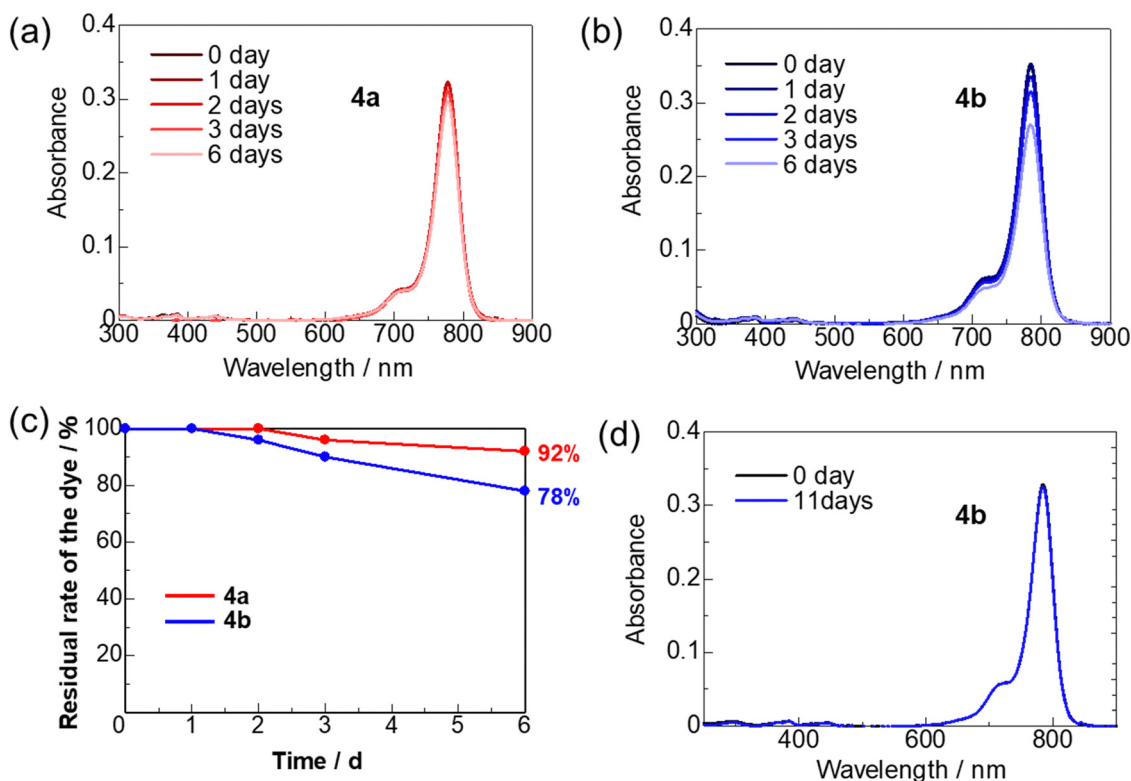 (a)
0.4
0.3
0.2
0.1
0
Absorbance
0 day
1 day
2 days
3 days
6 days
4a
300 400 500 600 700 800 900
Wavelength / nm
(b)
0.4
0.3
0.2
0.1
0
Absorbance
0 day
1 day
2 days
3 days
6 days
4b
300 400 500 600 700 800 900
Wavelength / nm
(c)
100
80
60
40
20
Residual rate of the dye / %
92%
78%
4a
4b
0 1 2 3 4 5 6
Time / d
(d)
0.4
0.3
0.2
0.1
0
Absorbance
0 day
11days
4b
400 600 800
Wavelength / nm